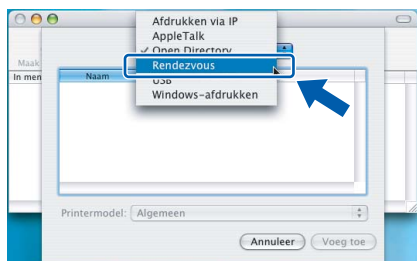 Afdrukken via IP
AppleTalk
✓ Open Directory
Maak
Rendezvous
In men
Naam
USB
Windows-afdrukken
Printermodel: Algemeen
Annuleer
Voeg toe